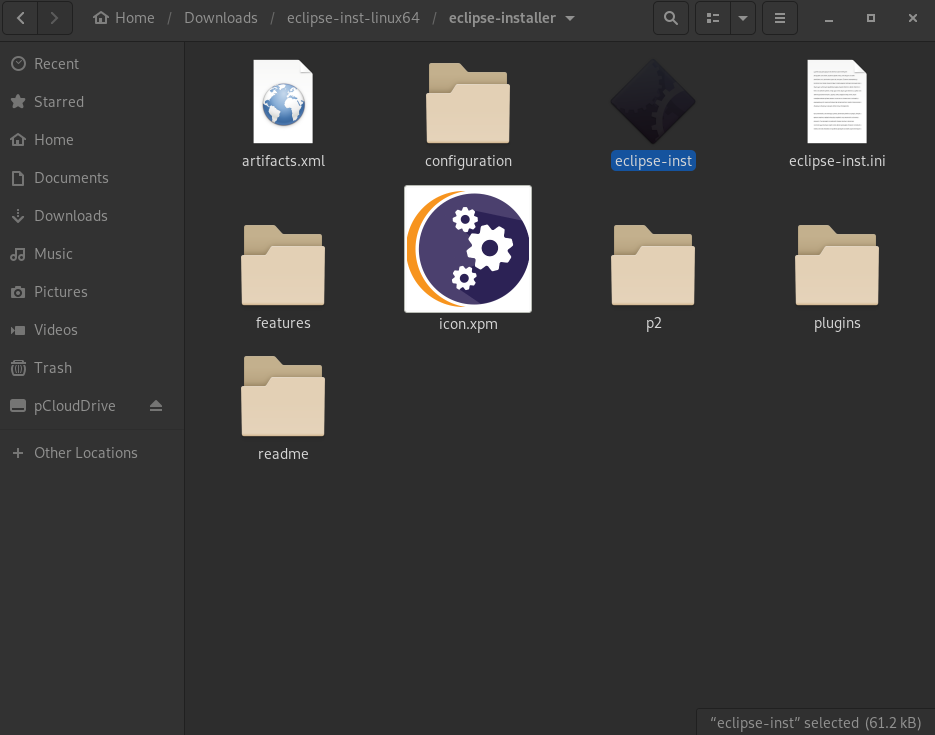 Home / Downloads / eclipse-inst-linux64 / eclipse-installer
Recent
Starred
Home
Documents
Downloads
Music
Pictures
Videos
Trash
pCloudDrive
+ Other Locations
artifacts.xml
configuration
eclipse-inst
eclipse-inst.ini
features
icon.xpm
p2
plugins
readme
“eclipse-inst” selected (61.2 kB)